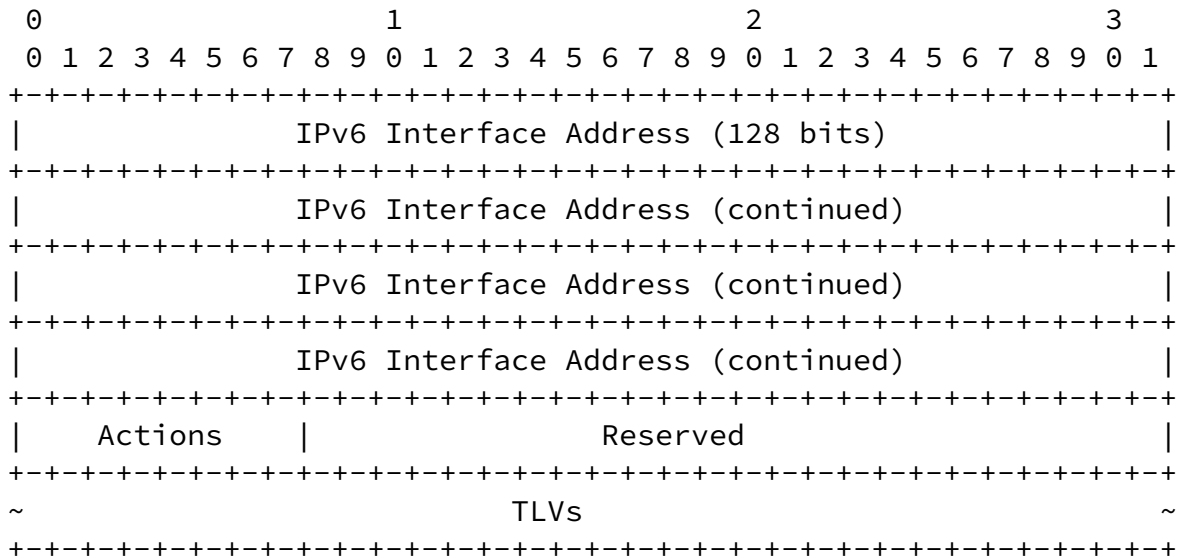 0                   1                   2                   3
 0 1 2 3 4 5 6 7 8 9 0 1 2 3 4 5 6 7 8 9 0 1 2 3 4 5 6 7 8 9 0 1
+-+-+-+-+-+-+-+-+-+-+-+-+-+-+-+-+-+-+-+-+-+-+-+-+-+-+-+-+-+-+-+-+
|               IPv6 Interface Address (128 bits)               |
+-+-+-+-+-+-+-+-+-+-+-+-+-+-+-+-+-+-+-+-+-+-+-+-+-+-+-+-+-+-+-+-+
|               IPv6 Interface Address (continued)              |
+-+-+-+-+-+-+-+-+-+-+-+-+-+-+-+-+-+-+-+-+-+-+-+-+-+-+-+-+-+-+-+-+
|               IPv6 Interface Address (continued)              |
+-+-+-+-+-+-+-+-+-+-+-+-+-+-+-+-+-+-+-+-+-+-+-+-+-+-+-+-+-+-+-+-+
|               IPv6 Interface Address (continued)              |
+-+-+-+-+-+-+-+-+-+-+-+-+-+-+-+-+-+-+-+-+-+-+-+-+-+-+-+-+-+-+-+-+
|    Actions    |                Reserved                       |
+-+-+-+-+-+-+-+-+-+-+-+-+-+-+-+-+-+-+-+-+-+-+-+-+-+-+-+-+-+-+-+-+
~                           TLVs                                ~
+-+-+-+-+-+-+-+-+-+-+-+-+-+-+-+-+-+-+-+-+-+-+-+-+-+-+-+-+-+-+-+-+